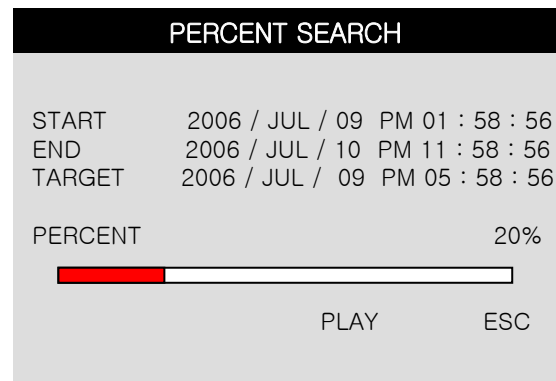 PERCENT SEARCH
START 2006 / JUL / 09 PM 01 : 58 : 56
END 2006 / JUL / 10 PM 11 : 58 : 56
TARGET 2006 / JUL / 09 PM 05 : 58 : 56
PERCENT 20%
PLAY ESC